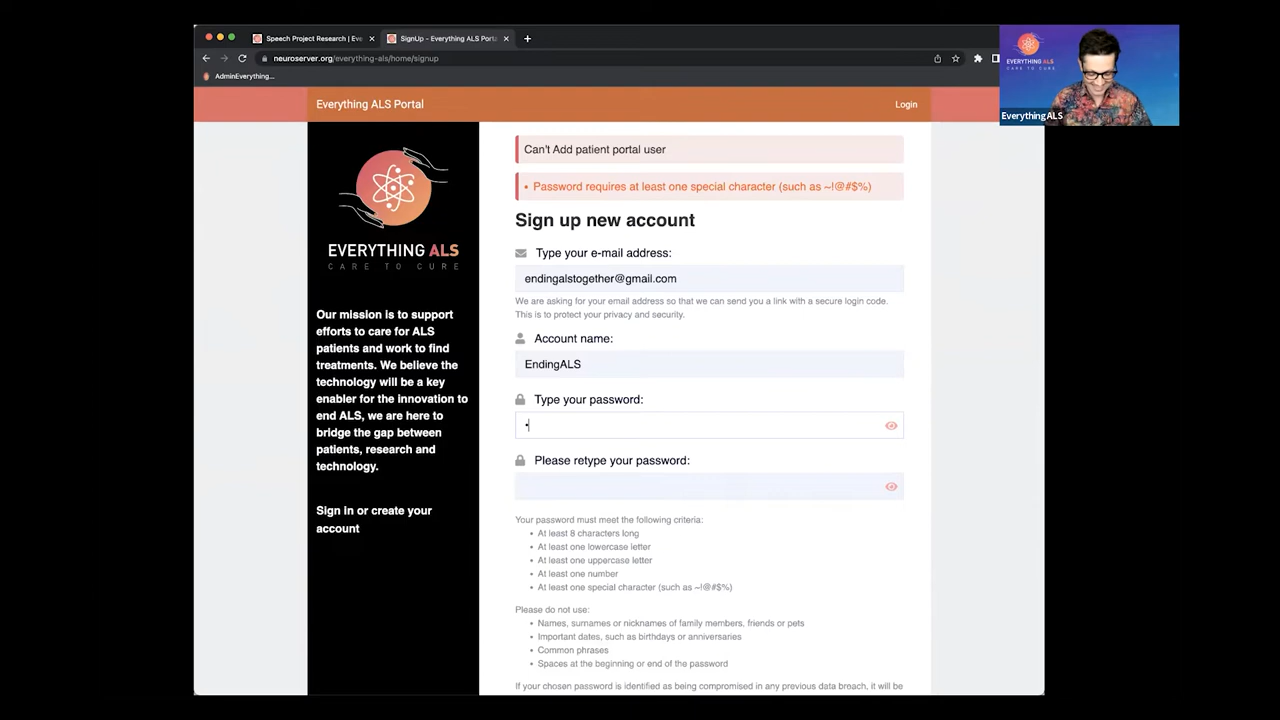 Speech Project Research | Eve
SignUp - Everything ALS Porta
neuroserver.org/everything-als/home/signup
AdminEverything...
EVERYTHING ALS
CARE TO CURE
EverythingALS
Everything ALS Portal
Login
EVERYTHING ALS
CARE TO CURE
Our mission is to support
efforts to care for ALS
patients and work to find
treatments. We believe the
technology will be a key
enabler for the innovation to
end ALS, we are here to
bridge the gap between
patients, research and
technology.
Sign in or create your
account
Can't Add patient portal user
• Password requires at least one special character (such as ~!@#$%)
Sign up new account
Type your e-mail address:
endingalstogether@gmail.com
We are asking for your email address so that we can send you a link with a secure login code.
This is to protect your privacy and security.
Account name:
EndingALS
Type your password:
•
Please retype your password:
Your password must meet the following criteria:
• At least 8 characters long
• At least one lowercase letter
• At least one uppercase letter
• At least one number
• At least one special character (such as ~!@#$%)
Please do not use:
• Names, surnames or nicknames of family members, friends or pets
• Important dates, such as birthdays or anniversaries
• Common phrases
• Spaces at the beginning or end of the password
If your chosen password is identified as being compromised in any previous data breach, it will be